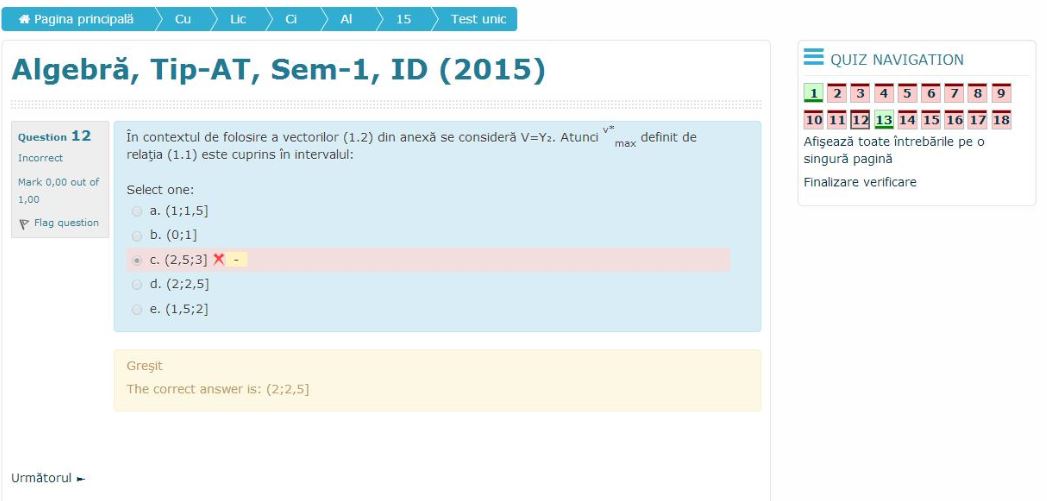 Pagina principală Cu Lic Ci Al 15 Test unic
Algebră, Tip-AT, Sem-1, ID (2015)
Question 12
Incorrect
Mark 0,00 out of
1,00
Flag question
În contextul de folosire a vectorilor (1.2) din anexă se consideră V=Y₂. Atunci v*max definit de
relaţia (1.1) este cuprins în intervalul:
Select one:
a. (1;1,5]
b. (0;1]
c. (2,5;3] -
d. (2;2,5]
e. (1,5;2]
Greşit
The correct answer is: (2;2,5]
Următorul ►
QUIZ NAVIGATION
1 2 3 4 5 6 7 8 9
10 11 12 13 14 15 16 17 18
Afişează toate întrebările pe o
singură pagină
Finalizare verificare